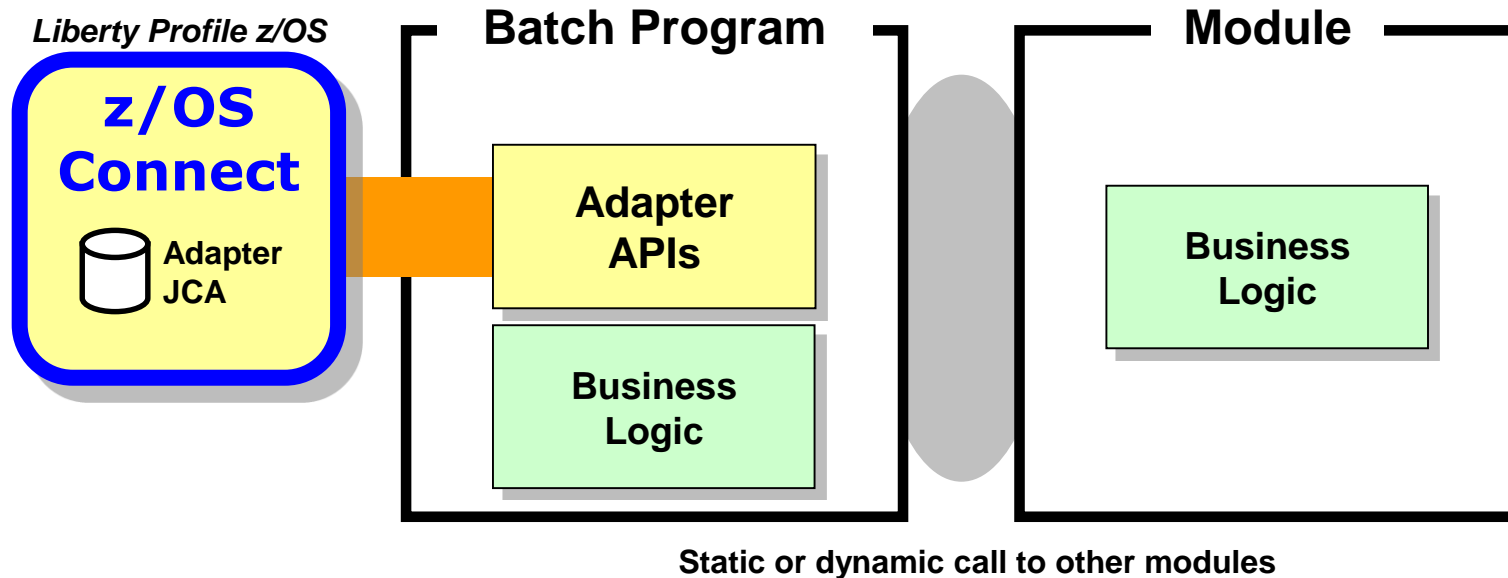 Liberty Profile z/OS
z/OS
Connect
Adapter
JCA
Batch Program
Adapter
APIs
Business
Logic
Module
Business
Logic
Static or dynamic call to other modules